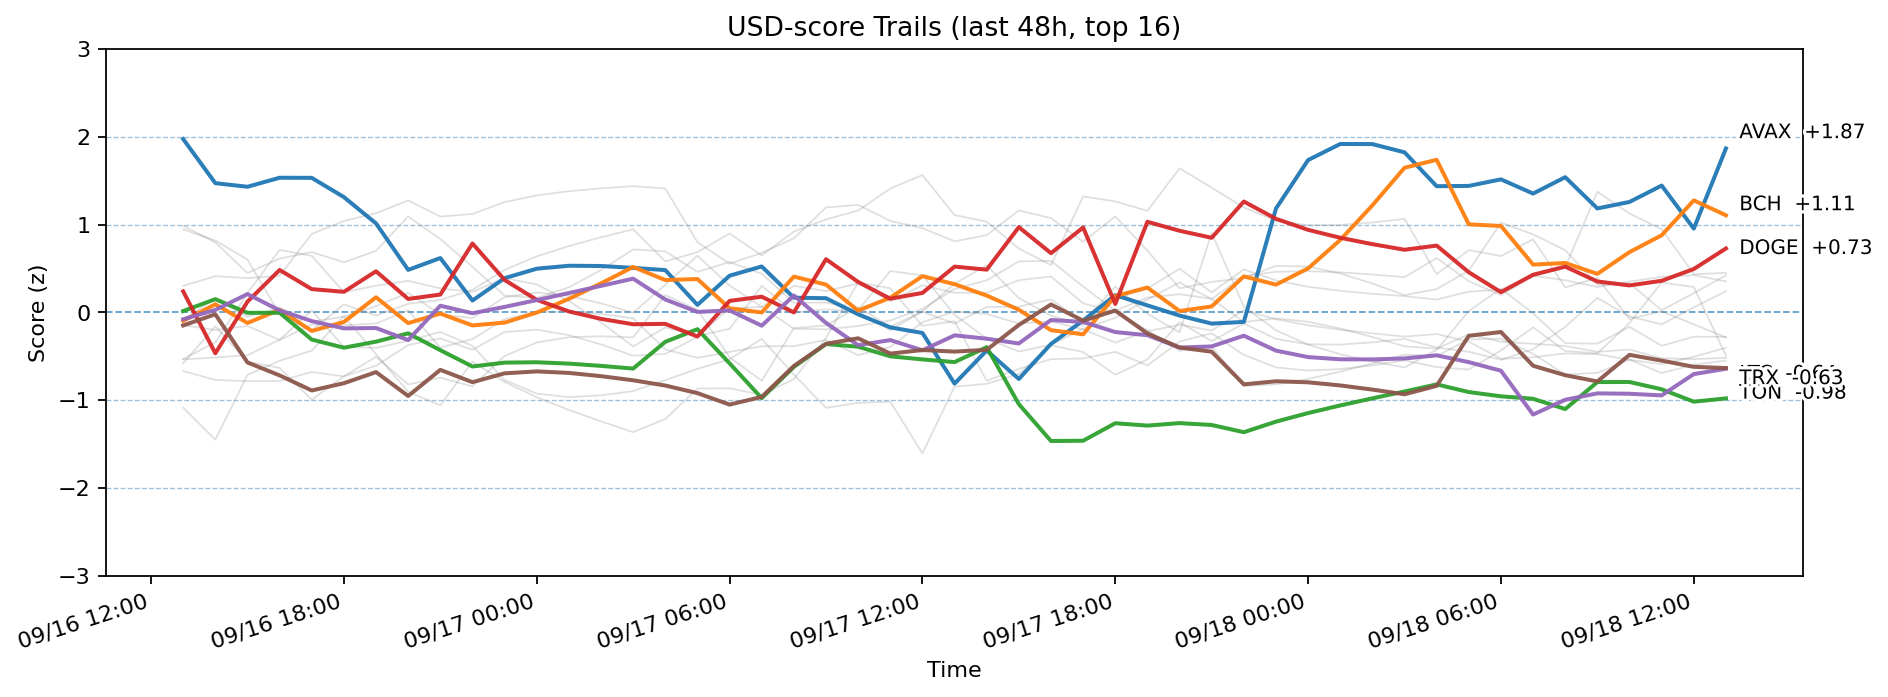 USD-score Trails (last 48h, top 16)
3
2
1
0
−1
−2
−3
Score (z)
AVAX +1.87
BCH +1.11
DOGE +0.73
TRX -0.63
TON -0.98
09/16 12:00
09/16 18:00
09/17 00:00
09/17 06:00
09/17 12:00
09/17 18:00
09/18 00:00
09/18 06:00
09/18 12:00
Time